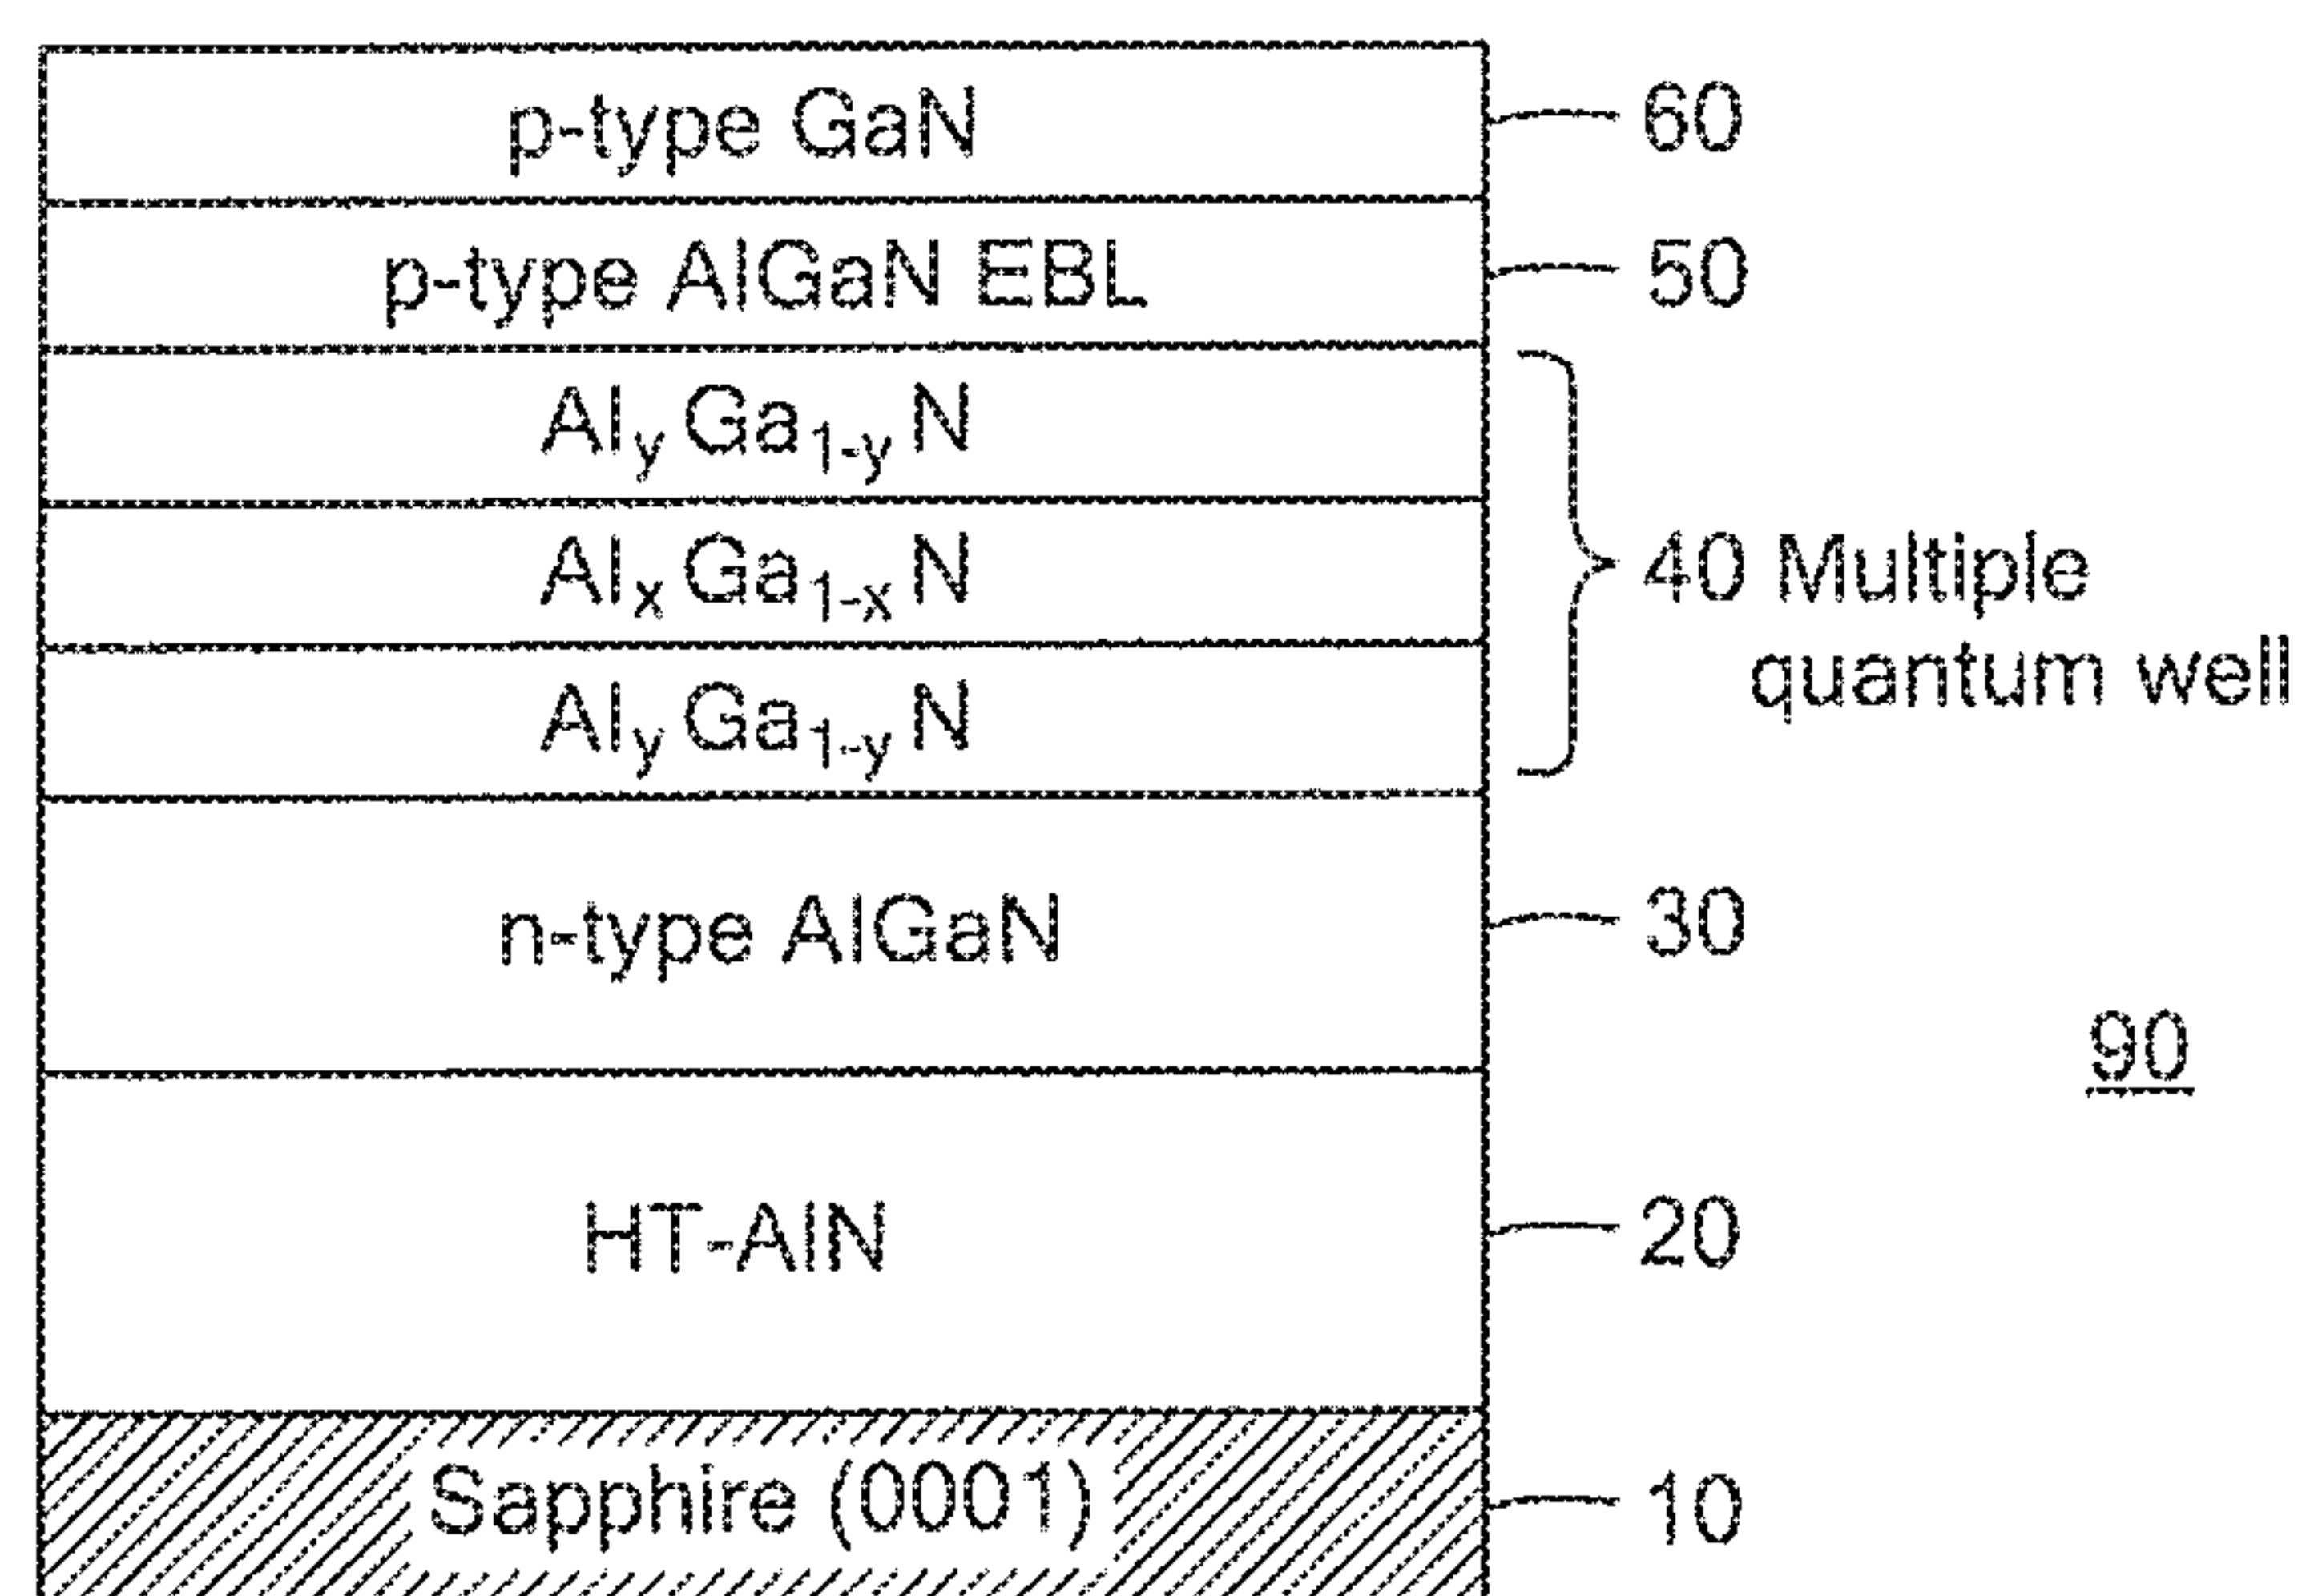 p-type GaN 60
p-type AlGaN EBL 50
AlyGa1-yN
AlxGa1-xN 40 Multiple
quantum well
AlyGa1-yN
n-type AlGaN 30
90
HT-AlN 20
Sapphire (0001) 10